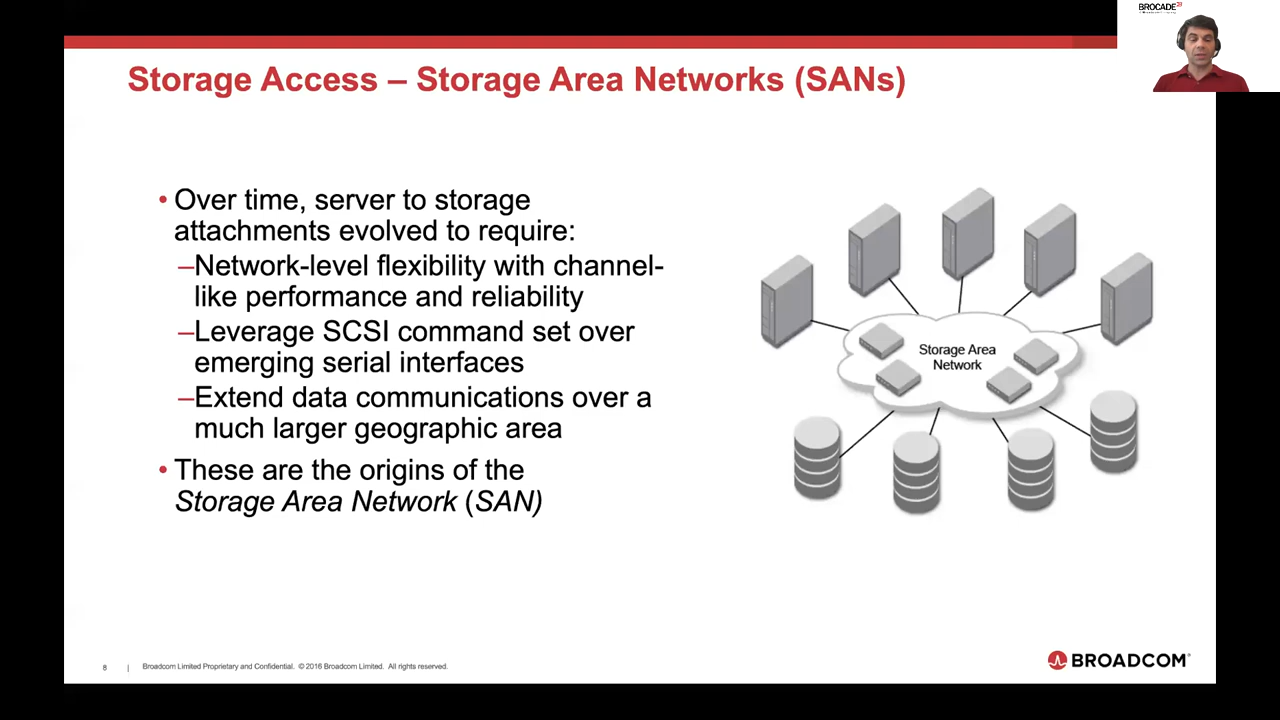 BROCADE
Storage Access – Storage Area Networks (SANs)
• Over time, server to storage
attachments evolved to require:
–Network-level flexibility with channel-
like performance and reliability
–Leverage SCSI command set over
emerging serial interfaces
–Extend data communications over a
much larger geographic area
• These are the origins of the
Storage Area Network (SAN)
Storage Area
Network
8 | Broadcom Limited Proprietary and Confidential. © 2016 Broadcom Limited. All rights reserved.
BROADCOM®